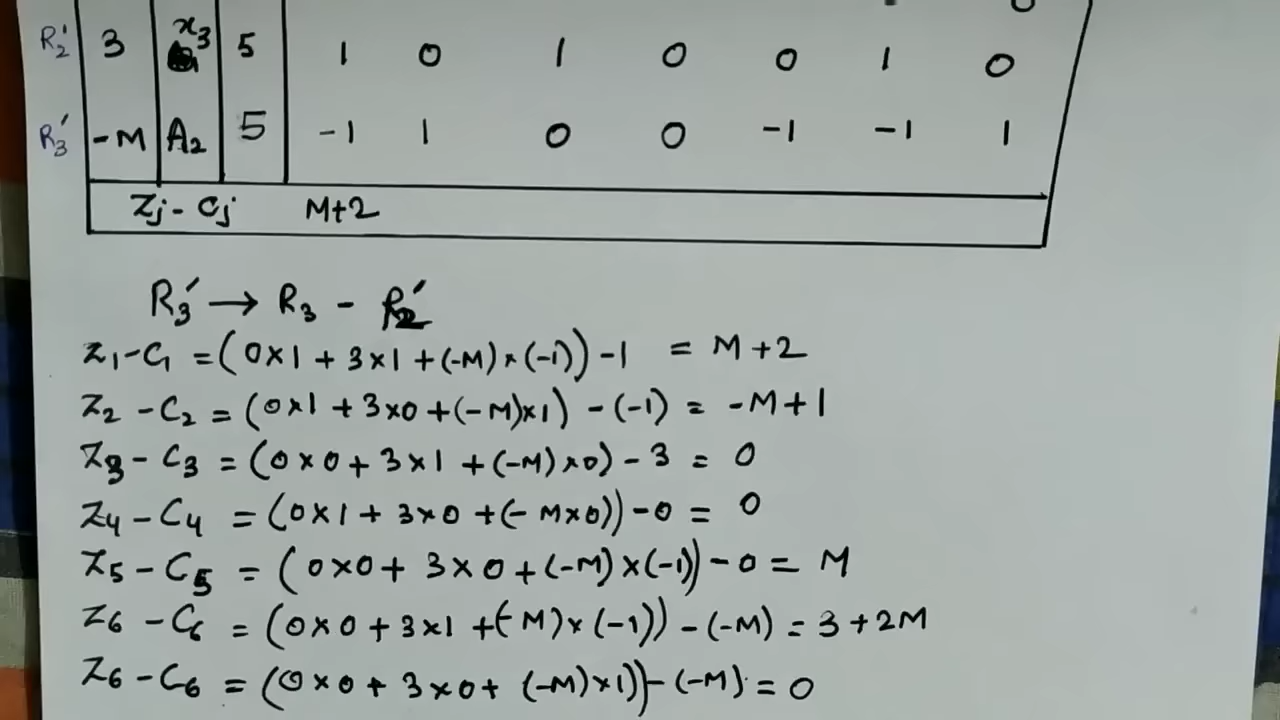 R₂′ 3 x₃ 5 1 0 1 0 0 1 0
R₃′ -M A₂ 5 -1 1 0 0 -1 -1 1
Zj - Cj M+2
R₃′ → R₃ - R₂′
Z₁-C₁ = (0×1 + 3×1 + (-M)×(-1)) -1 = M+2
Z₂ -C₂ = (0×1 + 3×0 + (-M)×1) - (-1) = -M+1
Z₃ - C₃ = (0×0 + 3×1 + (-M)×0) - 3 = 0
Z₄ - C₄ = (0×1 + 3×0 + (- M×0)) -0 = 0
Z₅ - C₅ = (0×0 + 3×0 + (-M)×(-1)) -0 = M
Z₆ - C₆ = (0×0 + 3×1 + (-M)×(-1)) - (-M) = 3+2M
Z₆ - C₆ = (0×0 + 3×0 + (-M)×1)) - (-M) = 0